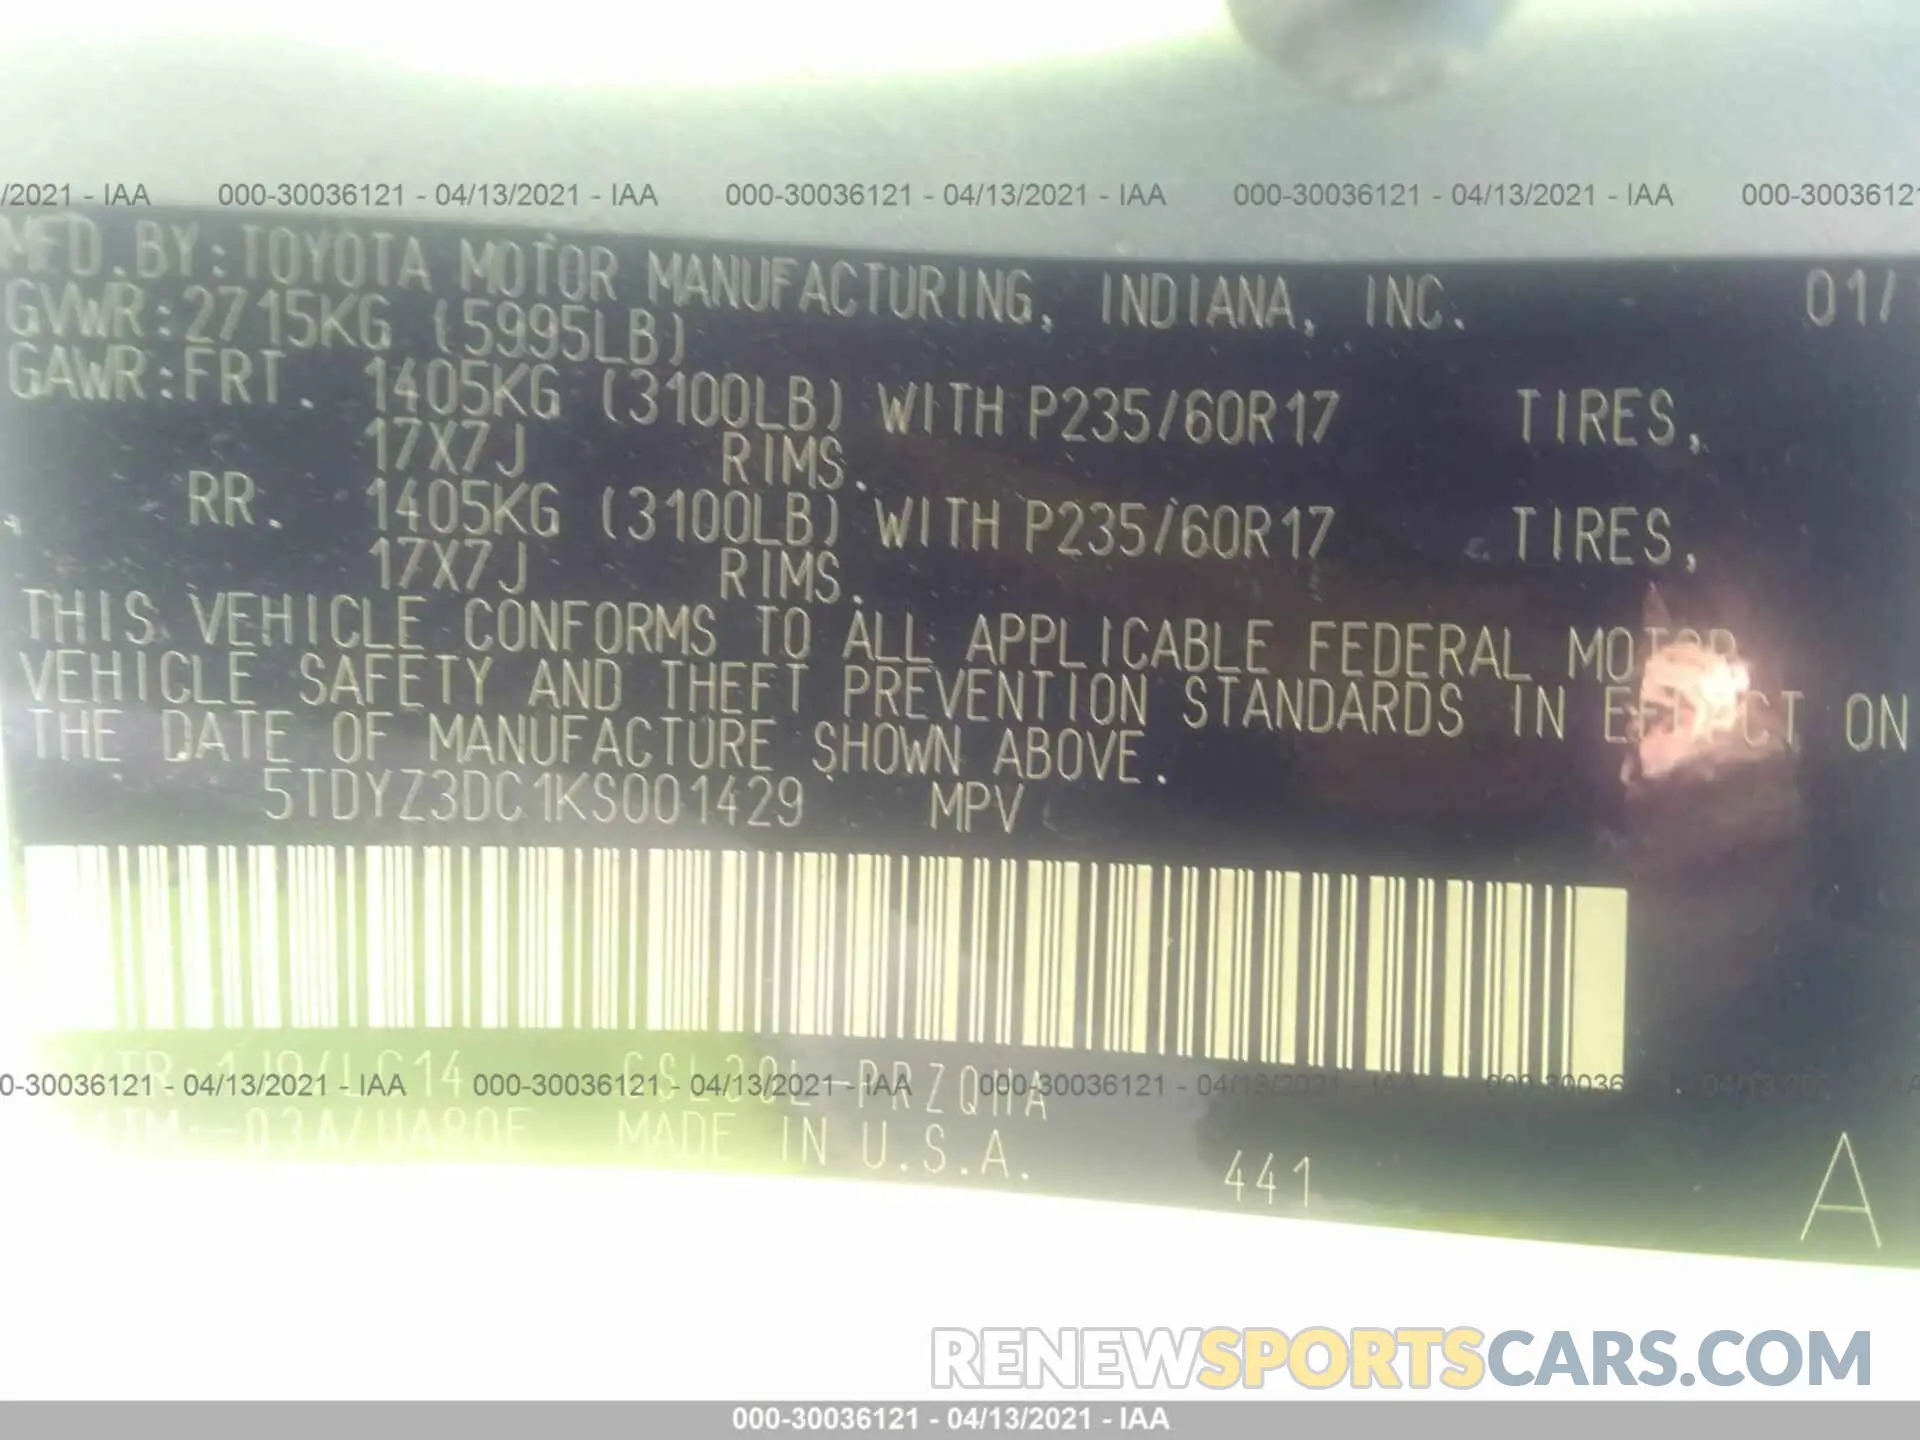 /2021 - IAA 000-30036121 - 04/13/2021 - IAA 000-30036121 - 04/13/2021 - IAA 000-30036121 - 04/13/2021 - IAA 000-3003612
MFD.BY:TOYOTA MOTOR MANUFACTURING, INDIANA, INC. 01/
GVWR:2715KG (5995LB)
GAWR:FRT. 1405KG (3100LB) WITH P235/60R17 TIRES,
17X7J RIMS.
RR. 1405KG (3100LB) WITH P235/60R17 TIRES,
17X7J RIMS.
THIS VEHICLE CONFORMS TO ALL APPLICABLE FEDERAL MOTOR
VEHICLE SAFETY AND THEFT PREVENTION STANDARDS IN EFFECT ON
THE DATE OF MANUFACTURE SHOWN ABOVE.
5TDYZ3DC1KS001429 MPV
GSL30L-PRZQHA
0-30036121 - 04/13/2021 - IAA 000-30036121 - 04/13/2021 - IAA 000-30036121 - 04/13/2021 - IAA
MADE IN U.S.A. 441 A
RENEWSPORTSCARS.COM
000-30036121 - 04/13/2021 - IAA